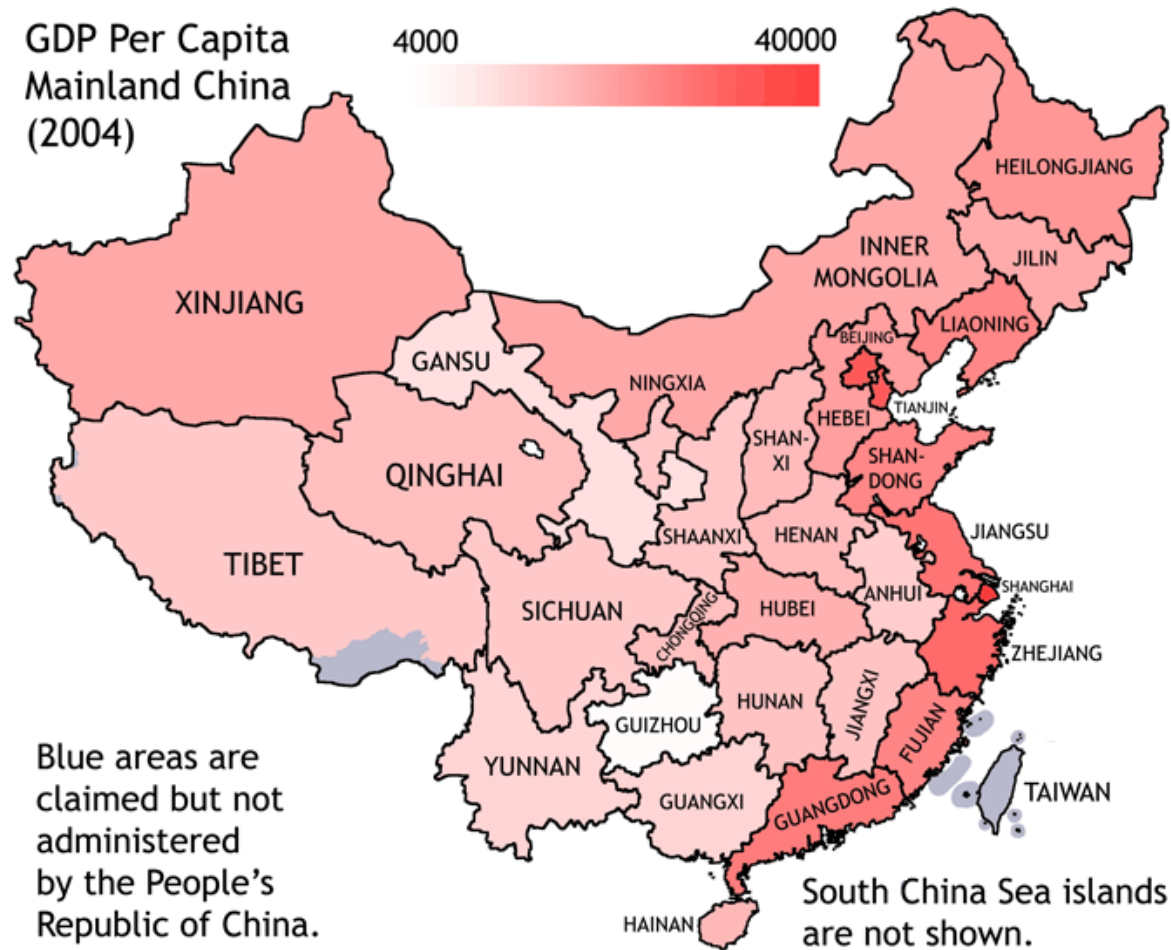 GDP Per Capita
Mainland China
(2004)
4000
40000
HEILONGJIANG
INNER
MONGOLIA
JILIN
XINJIANG
LIAONING
BEIJING
GANSU
NINGXIA
TIANJIN
HEBEI
SHAN-
XI
SHAN-
DONG
QINGHAI
JIANGSU
SHAANXI
HENAN
TIBET
SHANGHAI
ANHUI
SICHUAN
HUBEI
CHONGQING
ZHEJIANG
HUNAN
JIANGXI
GUIZHOU
FUJIAN
YUNNAN
GUANGXI
GUANGDONG
TAIWAN
HAINAN
Blue areas are
claimed but not
administered
by the People's
Republic of China.
South China Sea islands
are not shown.